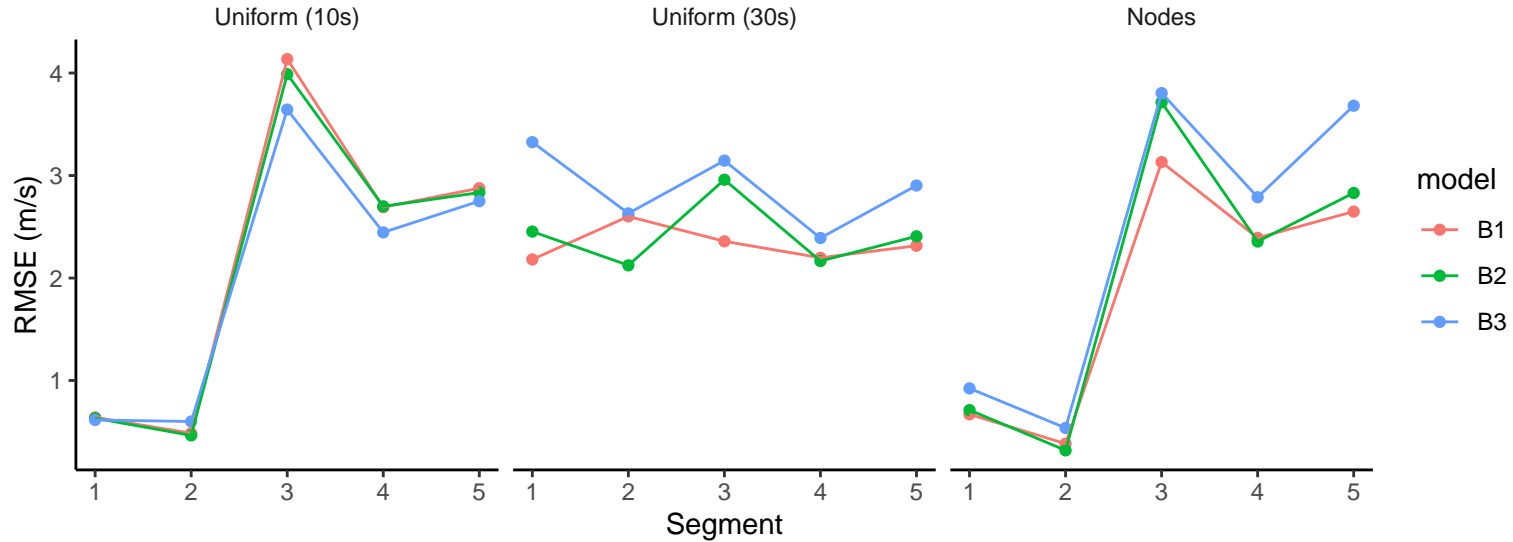 Uniform (10s) Uniform (30s) Nodes
4
3
2
1
RMSE (m/s)
1 2 3 4 5 1 2 3 4 5 1 2 3 4 5
Segment
model
B1
B2
B3